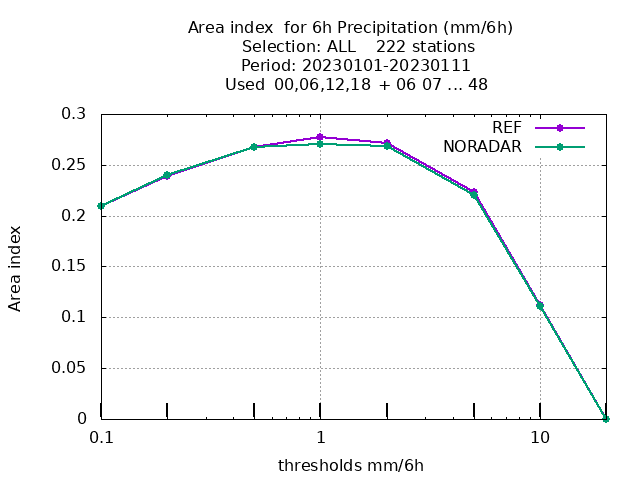 Area index  for 6h Precipitation (mm/6h)
Selection: ALL    222 stations
Period: 20230101-20230111
Used  00,06,12,18  + 06 07 ... 48
REF
NORADAR
0.3
0.25
0.2
0.15
0.1
0.05
0
Area index
0.1
1
10
thresholds mm/6h